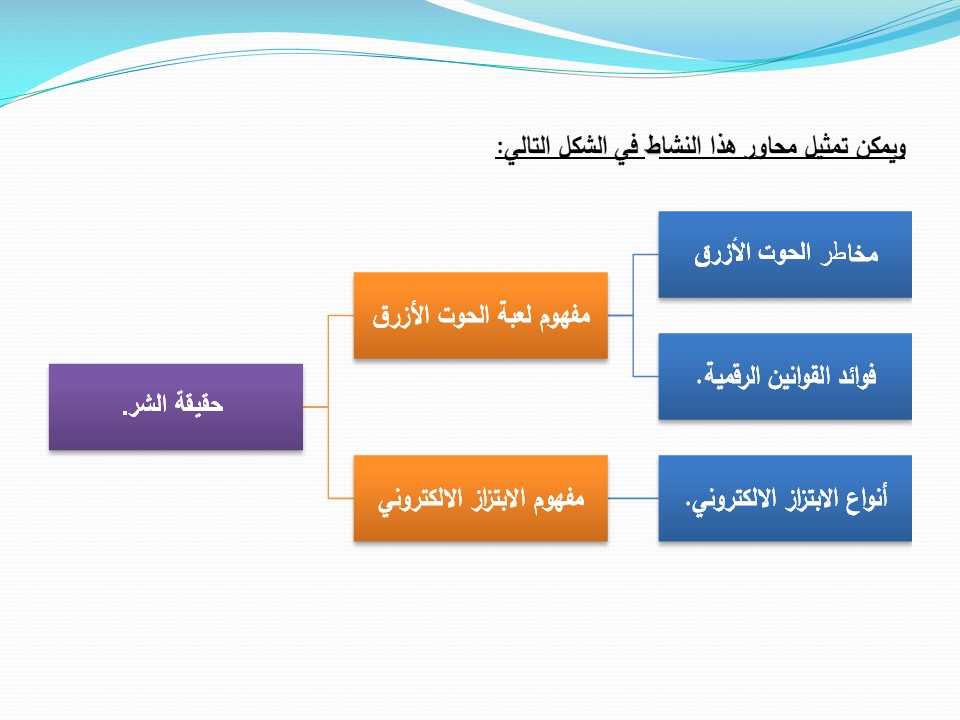 ويمكن تمثيل محاور هذا النشاط في الشكل التالي:
مخاطر الحوت الأزرق
مفهوم لعبة الحوت الأزرق
فوائد القوانين الرقمية.
حقيقة الشر.
أنواع الابتزاز الالكتروني.
مفهوم الابتزاز الالكتروني